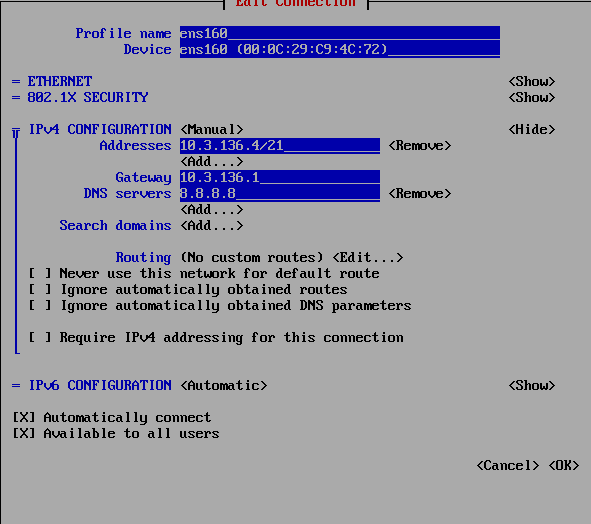 Edit Connection
Profile name ens160
Device ens160 (00:0C:29:C9:4C:72)
= ETHERNET <Show>
= 802.1X SECURITY <Show>
= IPv4 CONFIGURATION <Manual> <Hide>
Addresses 10.3.136.4/21 <Remove>
<Add...>
Gateway 10.3.136.1
DNS servers 8.8.8.8 <Remove>
<Add...>
Search domains <Add...>
Routing (No custom routes) <Edit...>
[ ] Never use this network for default route
[ ] Ignore automatically obtained routes
[ ] Ignore automatically obtained DNS parameters
[ ] Require IPv4 addressing for this connection
= IPv6 CONFIGURATION <Automatic> <Show>
[X] Automatically connect
[X] Available to all users
<Cancel> <OK>